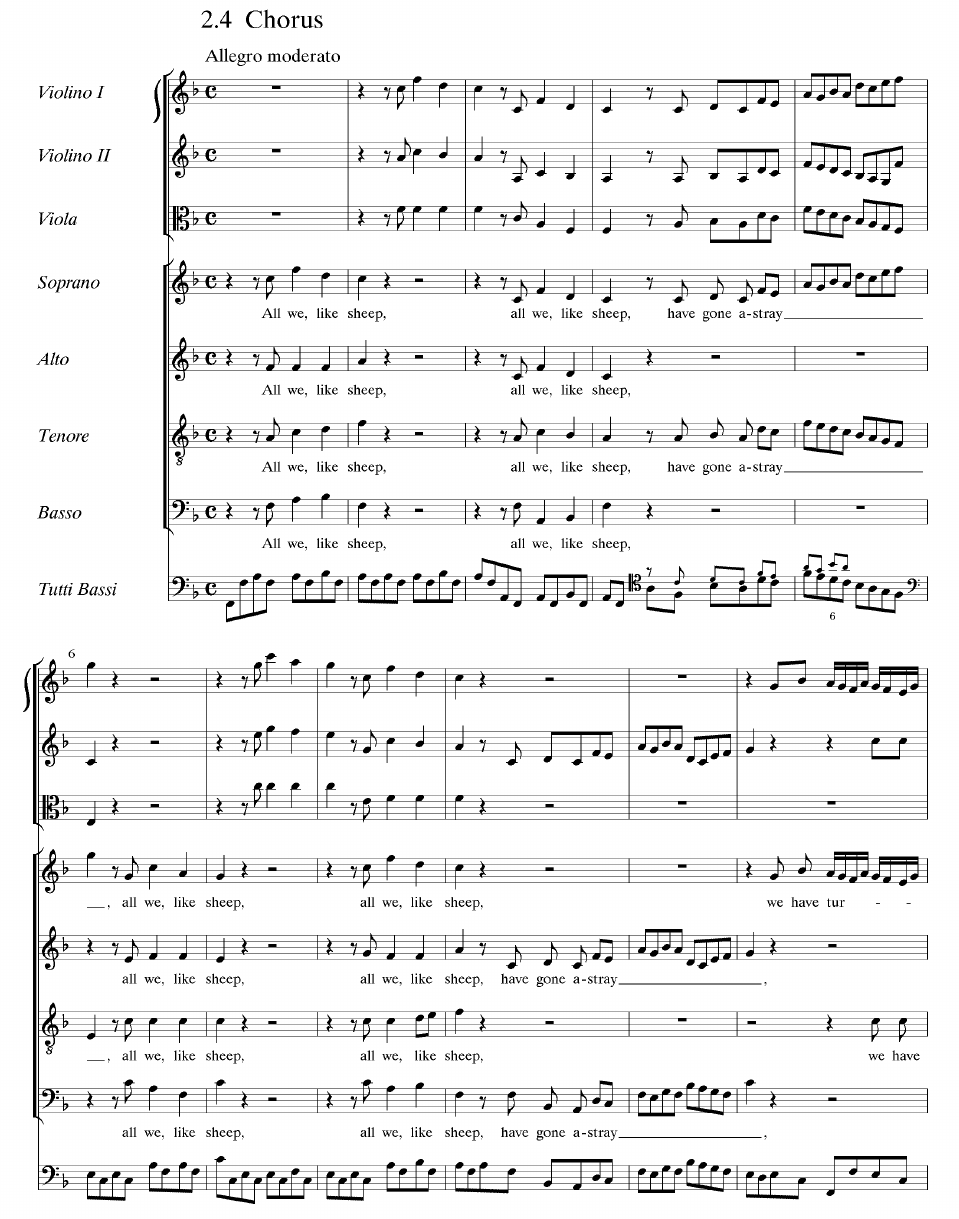 2.4 Chorus
Allegro moderato
Violino I
Violino II
Viola
Soprano
All we, like sheep, all we, like sheep, have gone a-stray
Alto
All we, like sheep, all we, like sheep,
Tenore
All we, like sheep, all we, like sheep, have gone a-stray
Basso
All we, like sheep, all we, like sheep,
Tutti Bassi
6
6
, all we, like sheep, all we, like sheep, we have tur - -
all we, like sheep, all we, like sheep, have gone a-stray ,
, all we, like sheep, all we, like sheep, we have
all we, like sheep, all we, like sheep, have gone a-stray ,